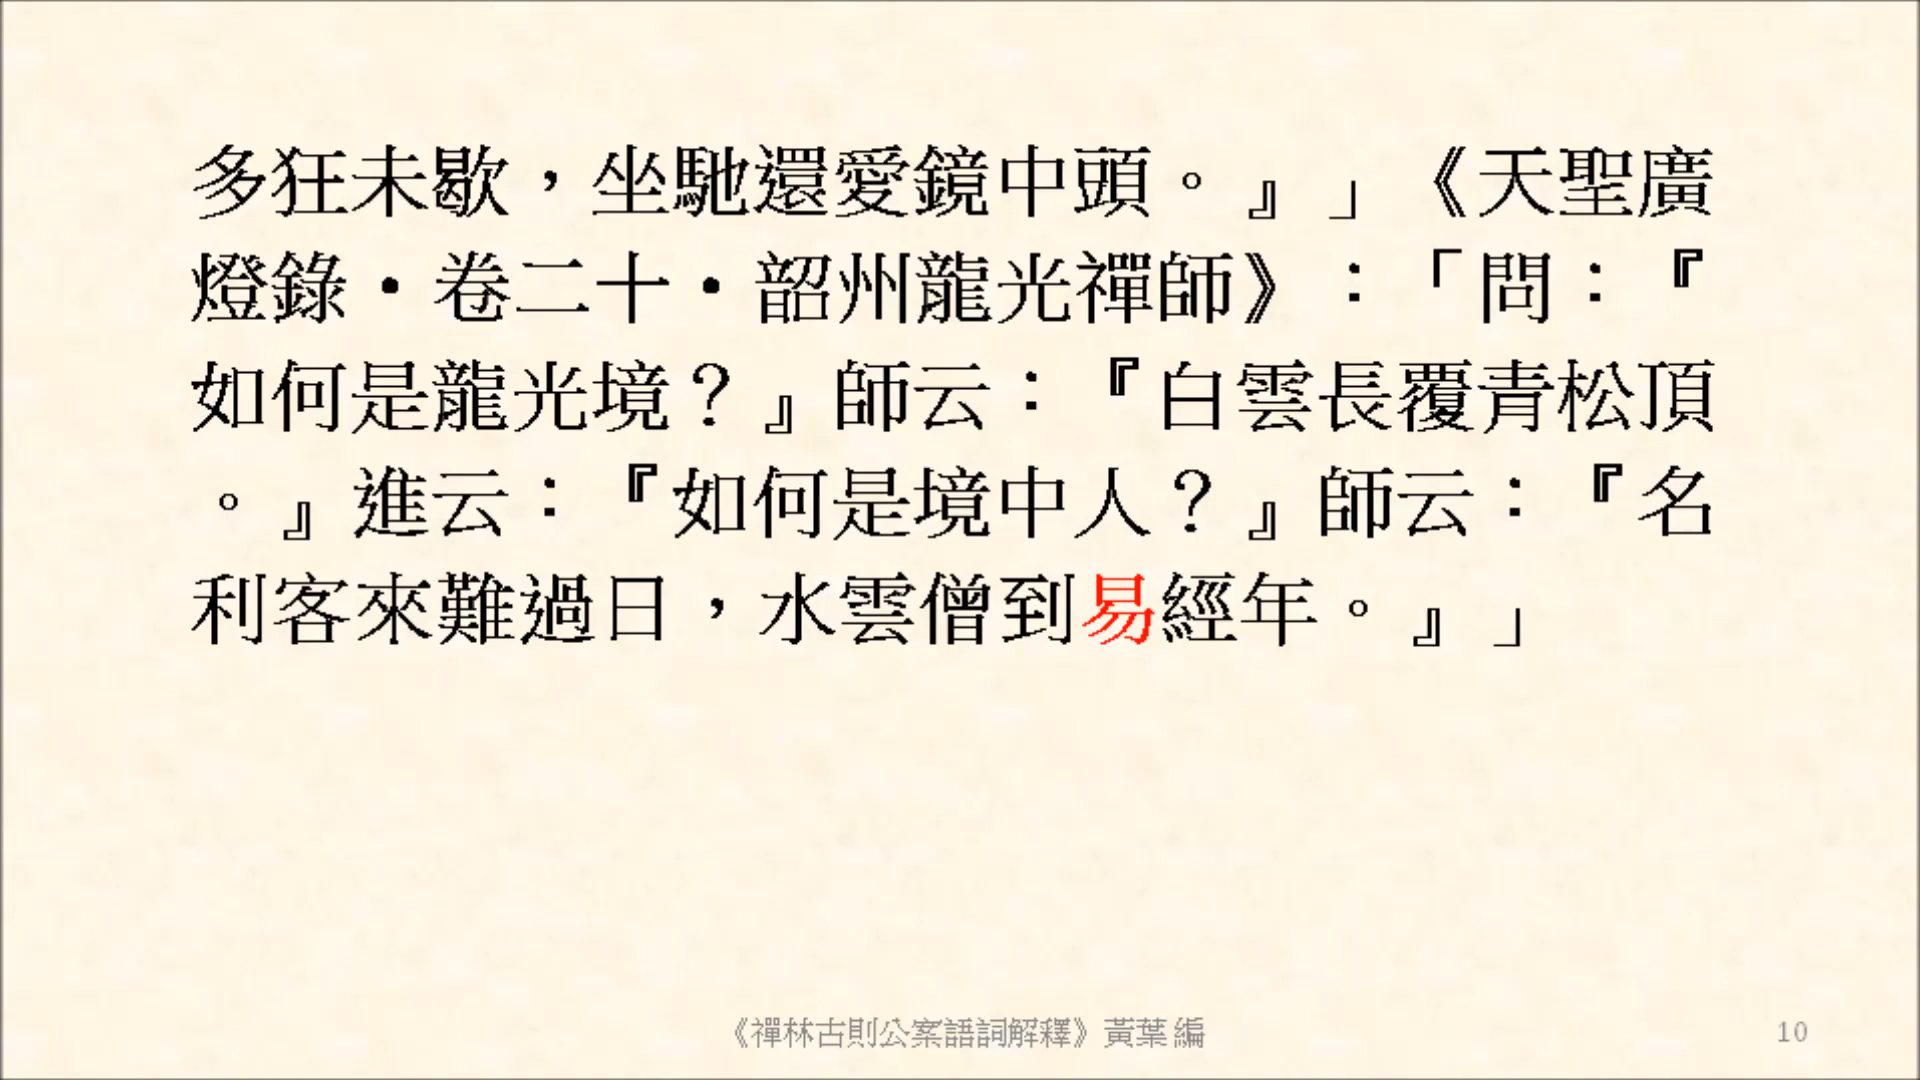 多狂未歇，坐馳還愛鏡中頭。』」《天聖廣
燈錄・卷二十・韶州龍光禪師》：「問：『
如何是龍光境？』師云：『白雲長覆青松頂
。』進云：『如何是境中人？』師云：『名
利客來難過日，水雲僧到易經年。』」
《禪林古則公案語詞解釋》黃葉編
10